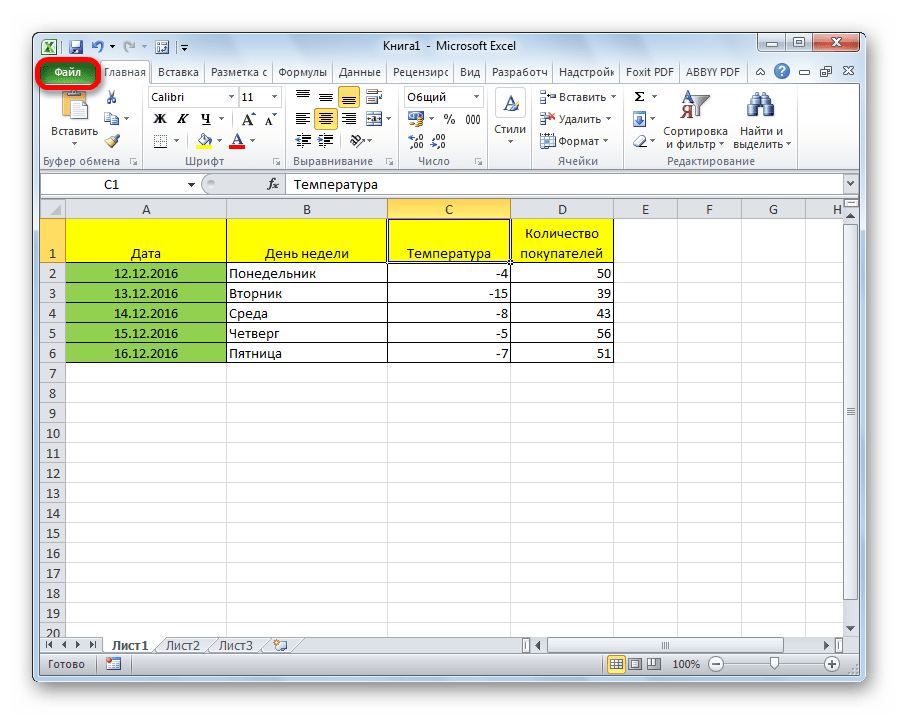 Книга1 - Microsoft Excel
Файл Главная Вставка Разметка с Формулы Данные Рецензирс Вид Разработч Надстройк Foxit PDF ABBYY PDF
Вставить
Calibri 11
Ж К Ч
Общий
% 000
Стили
Вставить
Удалить
Формат
Σ
Сортировка
и фильтр
Найти и
выделить
Буфер обмена Шрифт Выравнивание Число Ячейки Редактирование
C1 fx Температура
A B C D E F G H
1 Дата День недели Температура Количество
покупателей
2 12.12.2016 Понедельник -4 50
3 13.12.2016 Вторник -15 39
4 14.12.2016 Среда -8 43
5 15.12.2016 Четверг -5 56
6 16.12.2016 Пятница -7 51
7
8
9
10
11
12
13
14
15
16
17
18
19
20
Лист1 Лист2 Лист3
Готово 100%